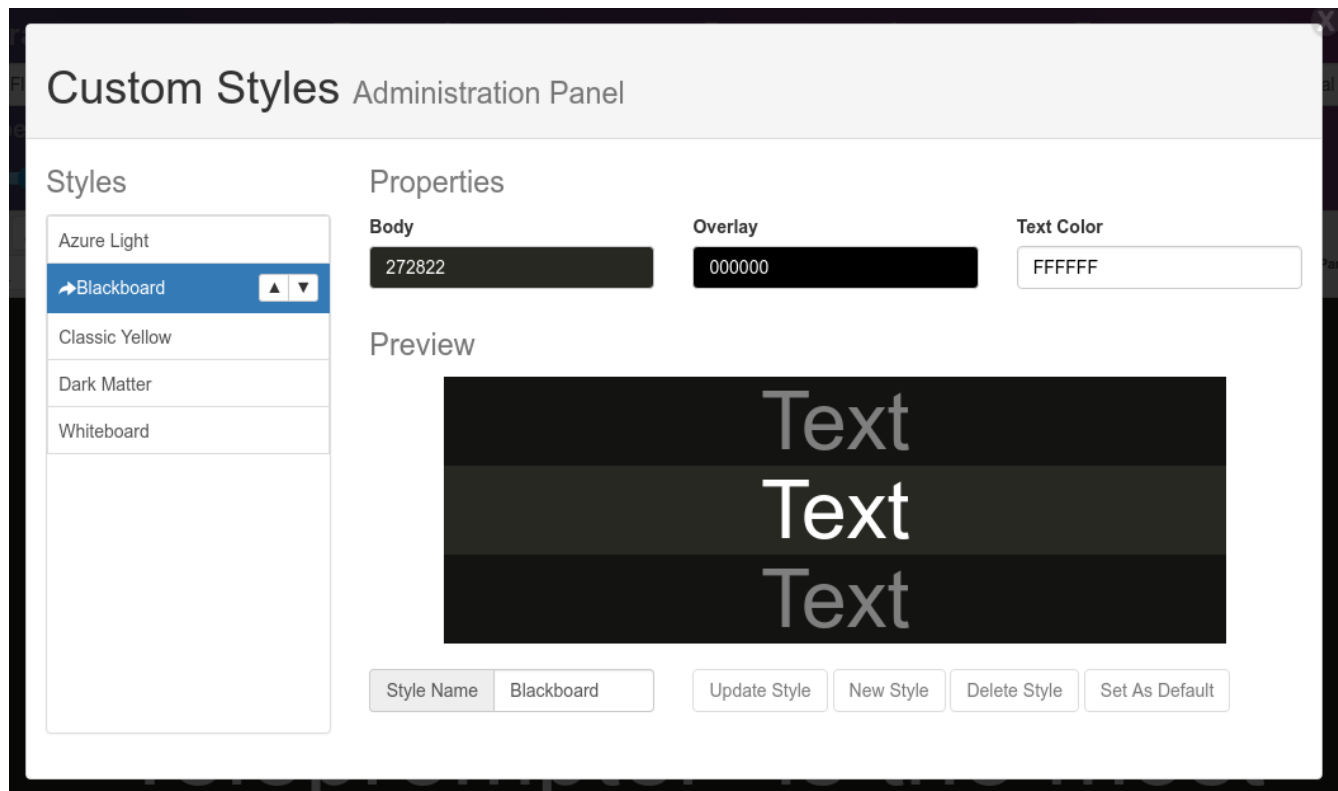 Custom Styles Administration Panel
Styles
Azure Light
Blackboard
Classic Yellow
Dark Matter
Whiteboard
Properties
Body
Overlay
Text Color
272822
000000
FFFFFF
Preview
Text
Text
Text
Style Name
Blackboard
Update Style
New Style
Delete Style
Set As Default